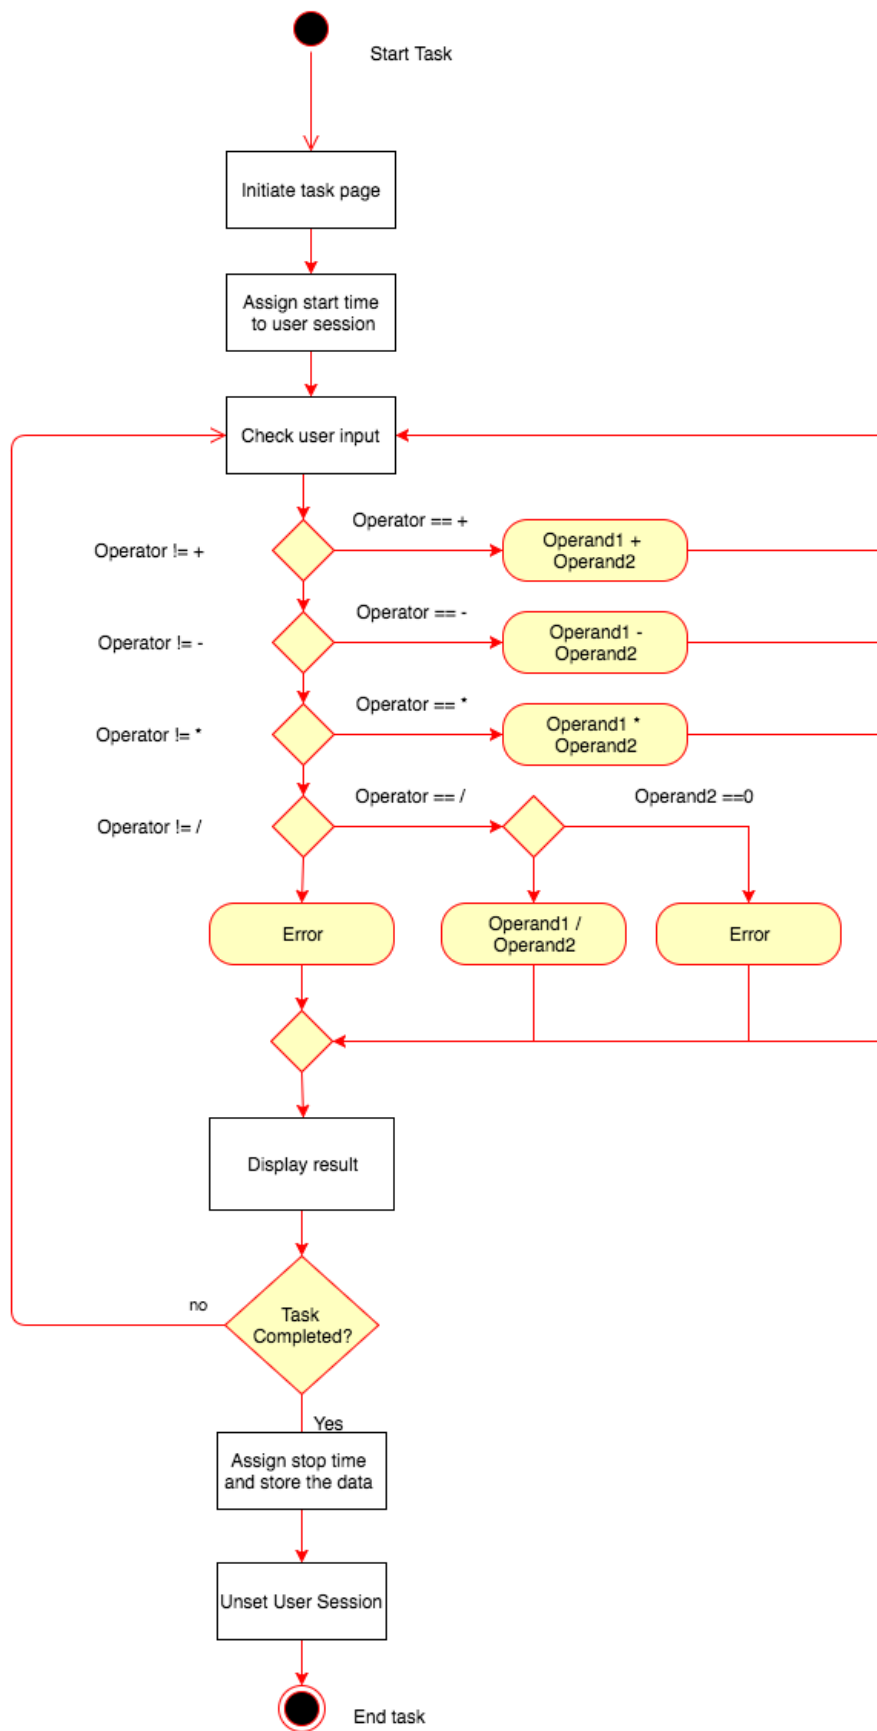 Start Task
Initiate task page
Assign start time
to user session
Check user input
Operator == +
Operator != +
Operand1 +
Operand2
Operator == -
Operator != -
Operand1 -
Operand2
Operator == *
Operator != *
Operand1 *
Operand2
Operator == /
Operand2 ==0
Operator != /
Error
Operand1 /
Operand2
Error
Display result
no
Task
Completed?
Yes
Assign stop time
and store the data
Unset User Session
End task